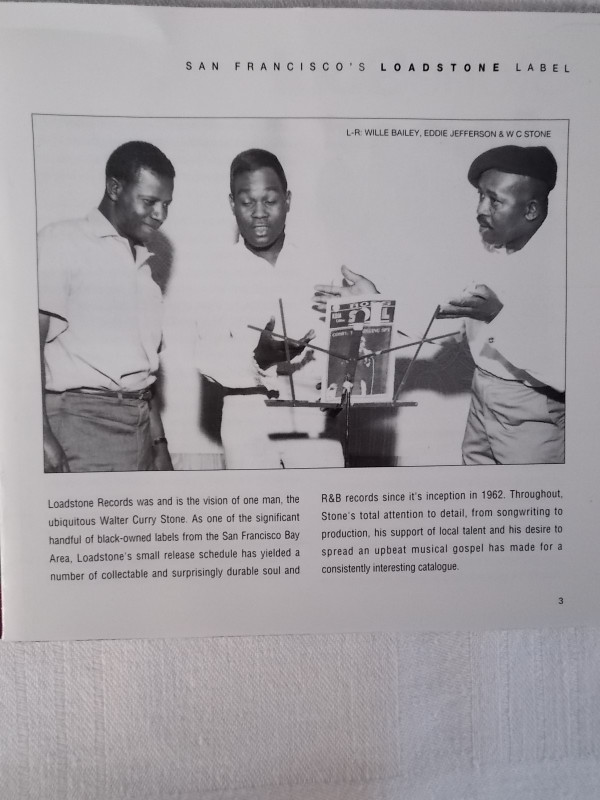 SAN FRANCISCO'S LOADSTONE LABEL
L-R: WILLE BAILEY, EDDIE JEFFERSON & W C STONE
Loadstone Records was and is the vision of one man, the
ubiquitous Walter Curry Stone. As one of the significant
handful of black-owned labels from the San Francisco Bay
Area, Loadstone's small release schedule has yielded a
number of collectable and surprisingly durable soul and
R&B records since it's inception in 1962. Throughout,
Stone's total attention to detail, from songwriting to
production, his support of local talent and his desire to
spread an upbeat musical gospel has made for a
consistently interesting catalogue.
3